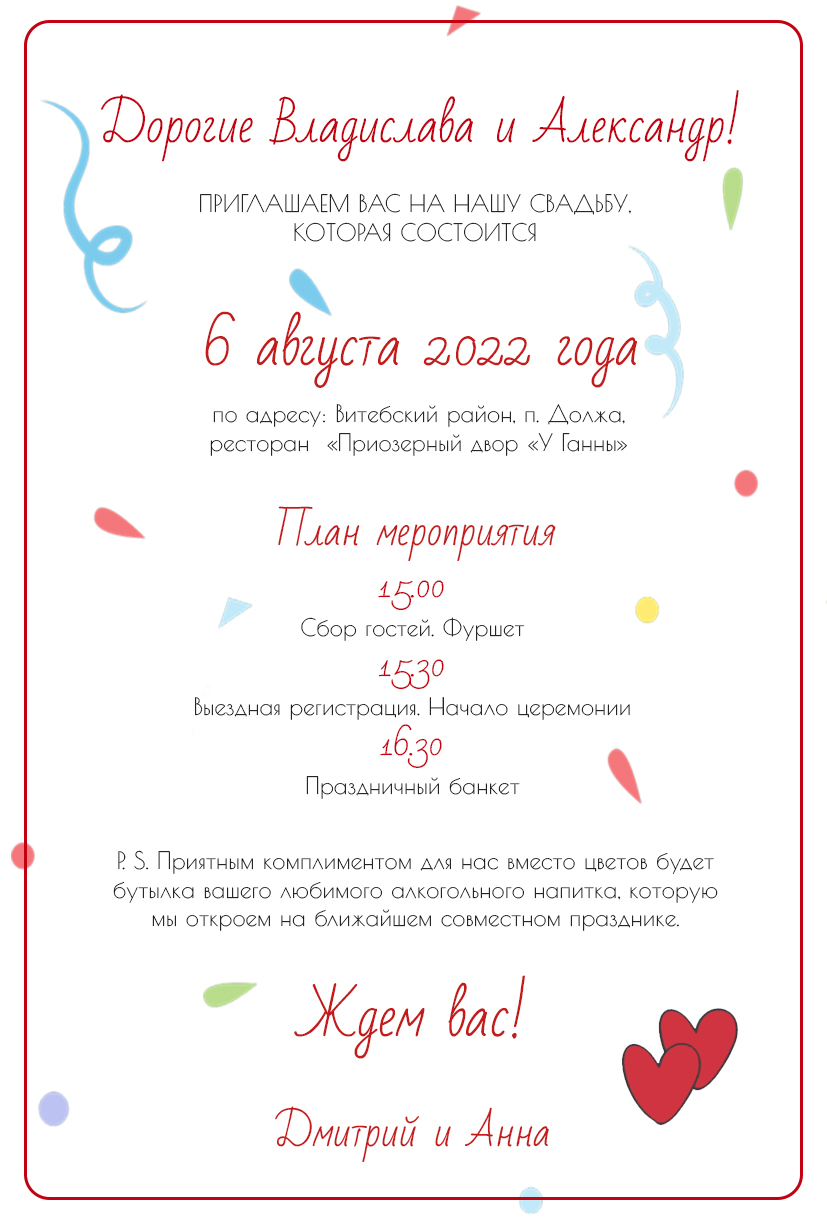 Дорогие Владислава и Александр!
ПРИГЛАШАЕМ ВАС НА НАШУ СВАДЬБУ,
КОТОРАЯ СОСТОИТСЯ
6 августа 2022 года
по адресу: Витебский район, п. Должа,
ресторан «Приозерный двор «У Ганны»
План мероприятия
15.00
Сбор гостей. Фуршет
15.30
Выездная регистрация. Начало церемонии
16.30
Праздничный банкет
P. S. Приятным комплиментом для нас вместо цветов будет
бутылка вашего любимого алкогольного напитка, которую
мы откроем на ближайшем совместном празднике.
Ждем вас!
Дмитрий и Анна